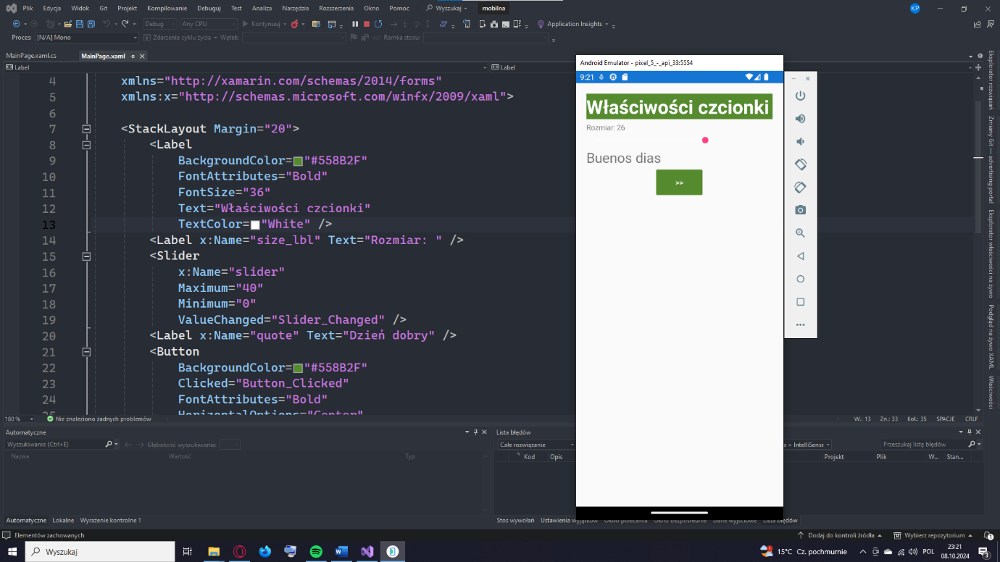 Plik Edycja Widok Git Projekt Kompilowanie Debuguj Test Analiza Narzędzia Rozszerzenia Okno Pomoc Wyszukaj mobilna KP
Debug Any CPU Kontynuuj Application Insights
Proces: [N/A] Mono Zdarzenia cyklu życia Wątek: Ramka stosu:
MainPage.xaml.cs MainPage.xaml
Label Label
4 xmlns="http://xamarin.com/schemas/2014/forms"
5 xmlns:x="http://schemas.microsoft.com/winfx/2009/xaml">
6
7 <StackLayout Margin="20">
8 <Label
9 BackgroundColor="#558B2F"
10 FontAttributes="Bold"
11 FontSize="36"
12 Text="Właściwości czcionki"
13 TextColor="White" />
14 <Label x:Name="size_lbl" Text="Rozmiar: " />
15 <Slider
16 x:Name="slider"
17 Maximum="40"
18 Minimum="0"
19 ValueChanged="Slider_Changed" />
20 <Label x:Name="quote" Text="Dzień dobry" />
21 <Button
22 BackgroundColor="#558B2F"
23 Clicked="Button_Clicked"
24 FontAttributes="Bold"
HorizontalOptions="Center"
Android Emulator - pixel_5_-_api_33:5554
9:21
Właściwości czcionki
Rozmiar: 26
Buenos dias
>>
Eksplorator rozwiązań
Zmiany Git — advertising portal
Eksplorator właściwości na żywo
Podgląd na żywo XAML
Właściwości
180 % Nie znaleziono żadnych problemów W.: 13 Zn.: 33 Kol.: 35 SPACJE CRLF
Automatyczne
Wyszukiwanie (Ctrl+E) Głębokość wyszukiwania:
Nazwa Wartość Typ
Lista błędów
Całe rozwiązanie + IntelliSense Przeszukaj listę błędów
Kod Opis Projekt Plik W... Stan...
Automatyczne Lokalne Wyrażenie kontrolne 1
Stos wywołań Ustawienia wyjątków Okno polecenia Okno bezpośrednie Dane wyjściowe Lista błędów
Elementów zachowanych Dodaj do kontroli źródła Wybierz repozytorium 1
Wyszukaj 15°C Cz. pochmurnie POL 23:21
08.10.2024 3